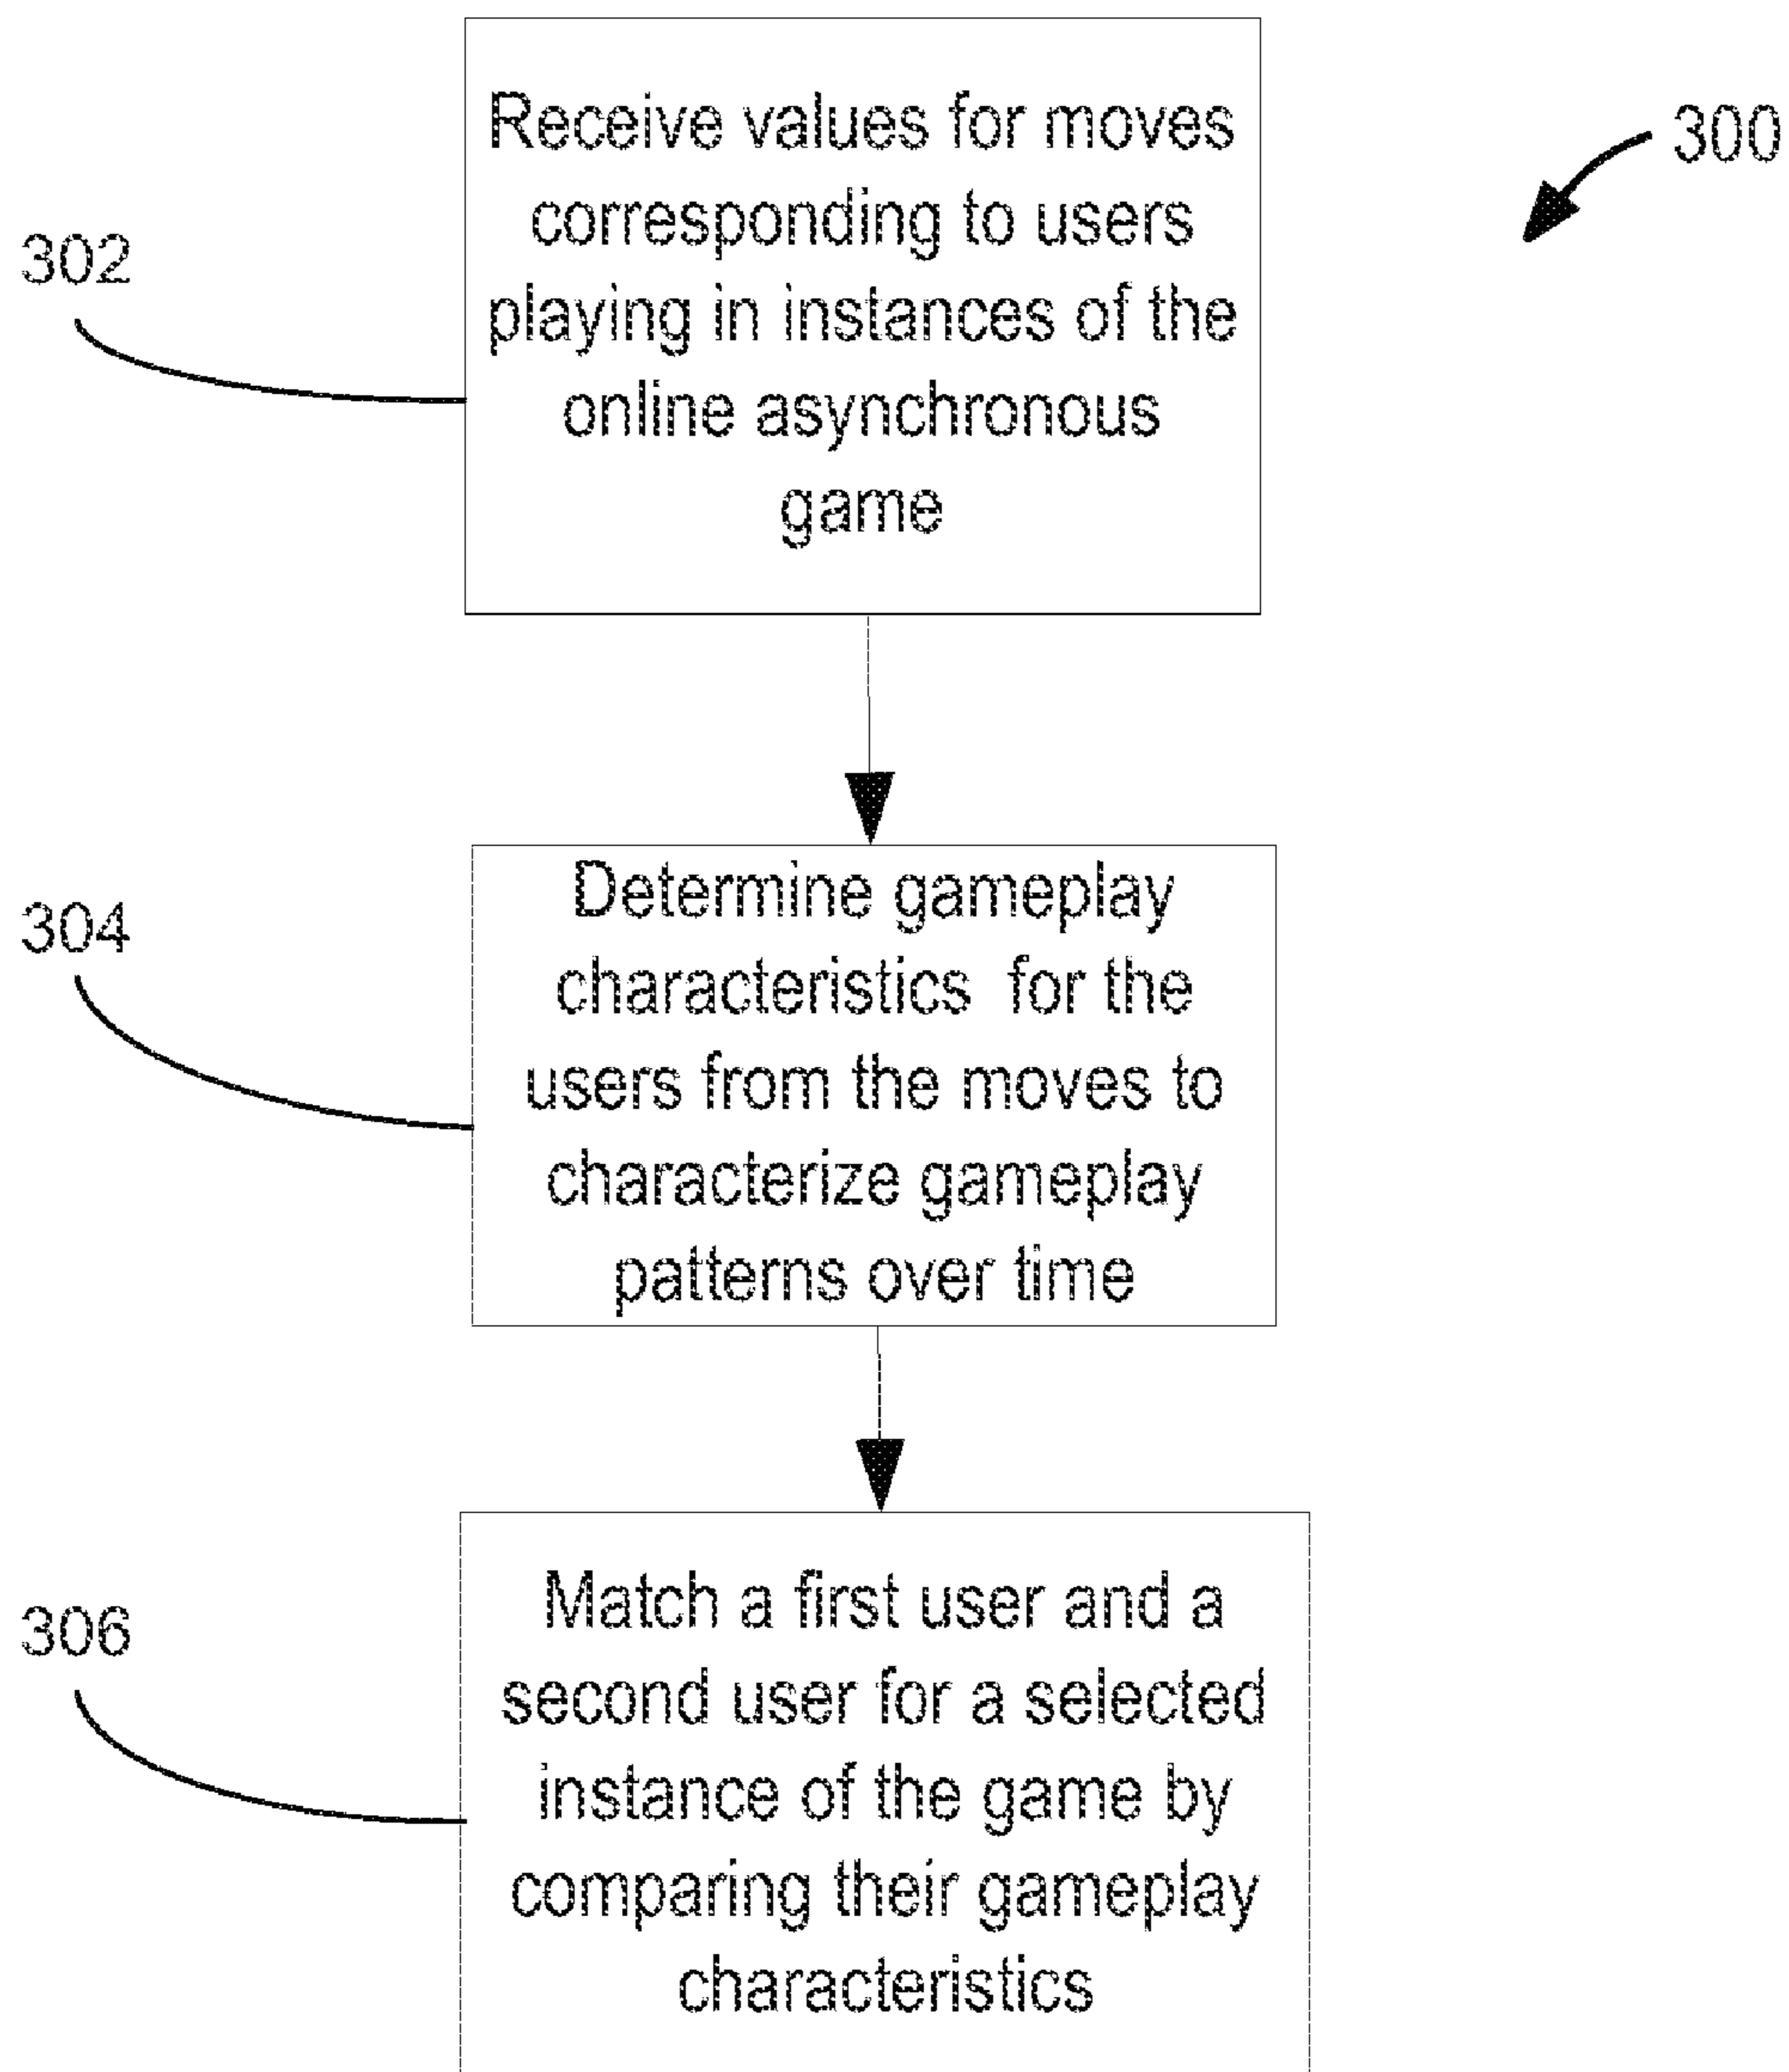 Receive values for moves
corresponding to users
playing in instances of the
online asynchronous
game
300
302
Determine gameplay
characteristics for the
users from the moves to
characterize gameplay
patterns over time
304
Match a first user and a
second user for a selected
instance of the game by
comparing their gameplay
characteristics
306